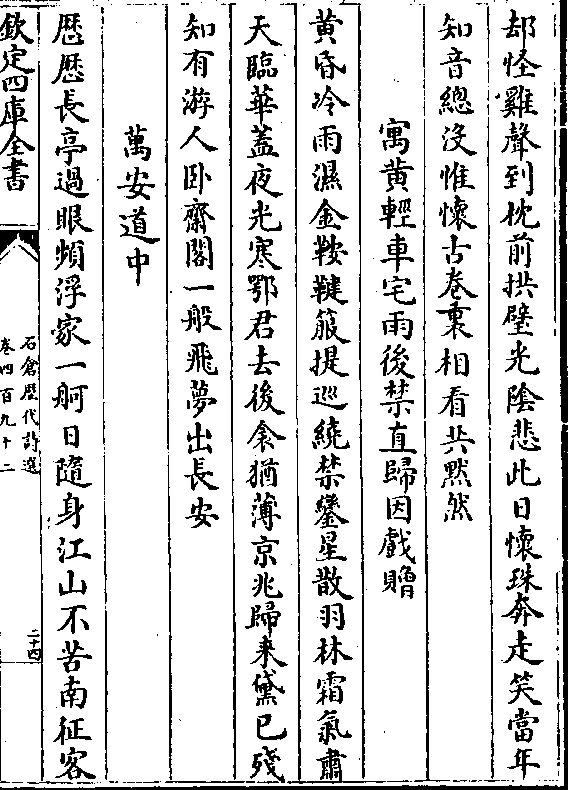 却怪雞聲到枕前拱璧光陰悲此日懷珠奔走笑當年
知音總沒惟懷古卷裏相看共黙然
寓黄輕車宅雨後禁直歸因戲贈
黄昏冷雨濕金鞍鞬箙提巡繞禁鑾星散羽林霜氣肅
天臨華蓋夜光寒鄂君去後衾猶薄京兆歸来黛已殘
知有游人卧齋閣一般飛夢出長安
萬安道中
歴歴長亭過眼頻浮家一舸日隨身江山不苦南征客
欽定四庫全書
石倉歴代詩選
卷四百九十二
二十四